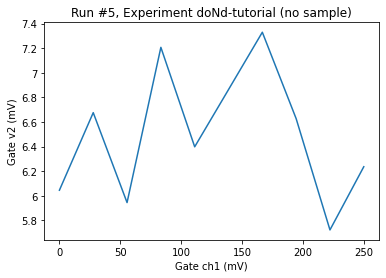 Run #5, Experiment doNd-tutorial (no sample)
7.4
7.2
7
6.8
6.6
6.4
6.2
6
5.8
Gate v2 (mV)
0 50 100 150 200 250
Gate ch1 (mV)